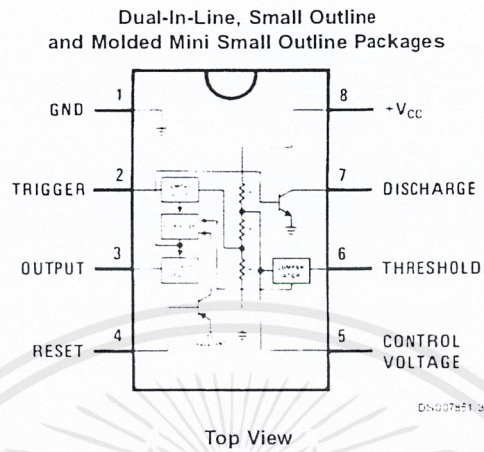 Dual-In-Line, Small Outline
and Molded Mini Small Outline Packages
1
GND
8
+VCC
2
TRIGGER
7
DISCHARGE
3
OUTPUT
6
THRESHOLD
4
RESET
5
CONTROL
VOLTAGE
Top View